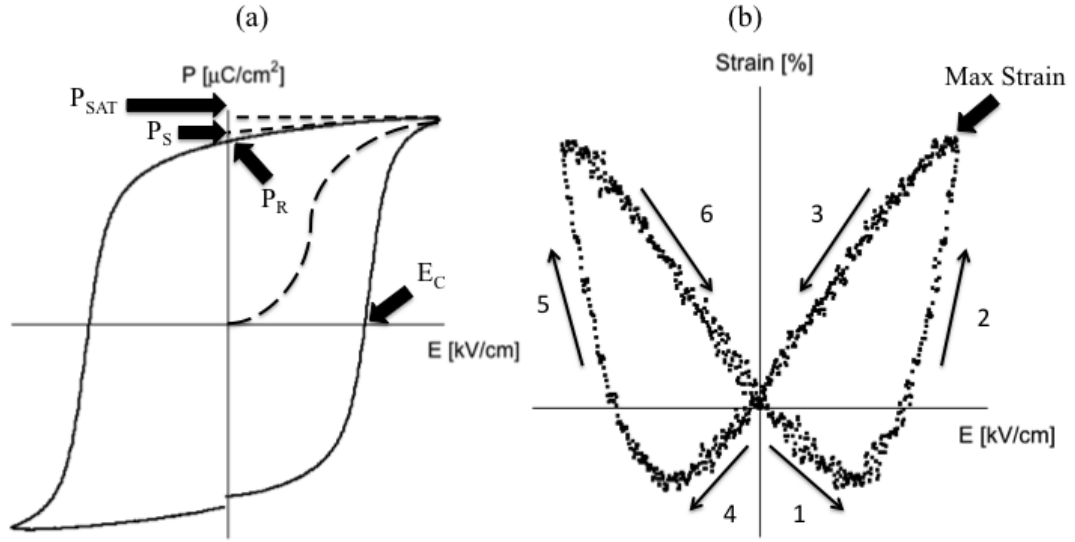 (a)
P [μC/cm²]
P_SAT
P_S
P_R
E_C
E [kV/cm]
(b)
Strain [%]
Max Strain
6
3
5
2
4
1
E [kV/cm]